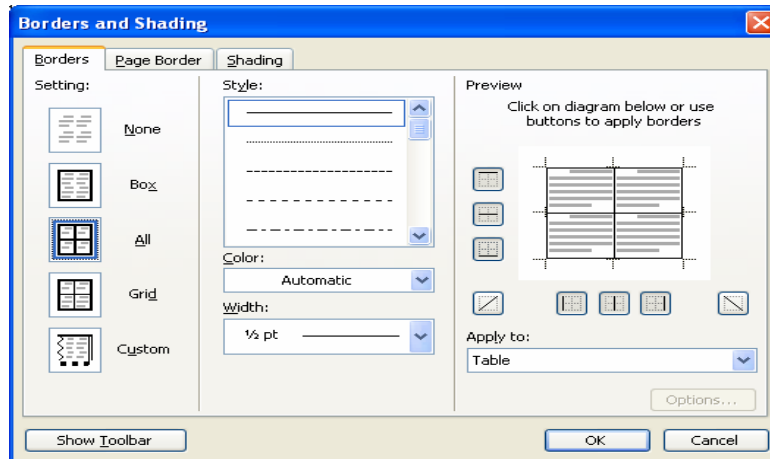 Borders and Shading
Borders
Page Border
Shading
Setting:
None
Box
All
Grid
Custom
Style:
Color:
Automatic
Width:
½ pt
Preview
Click on diagram below or use
buttons to apply borders
Apply to:
Table
Options...
Show Toolbar
OK
Cancel